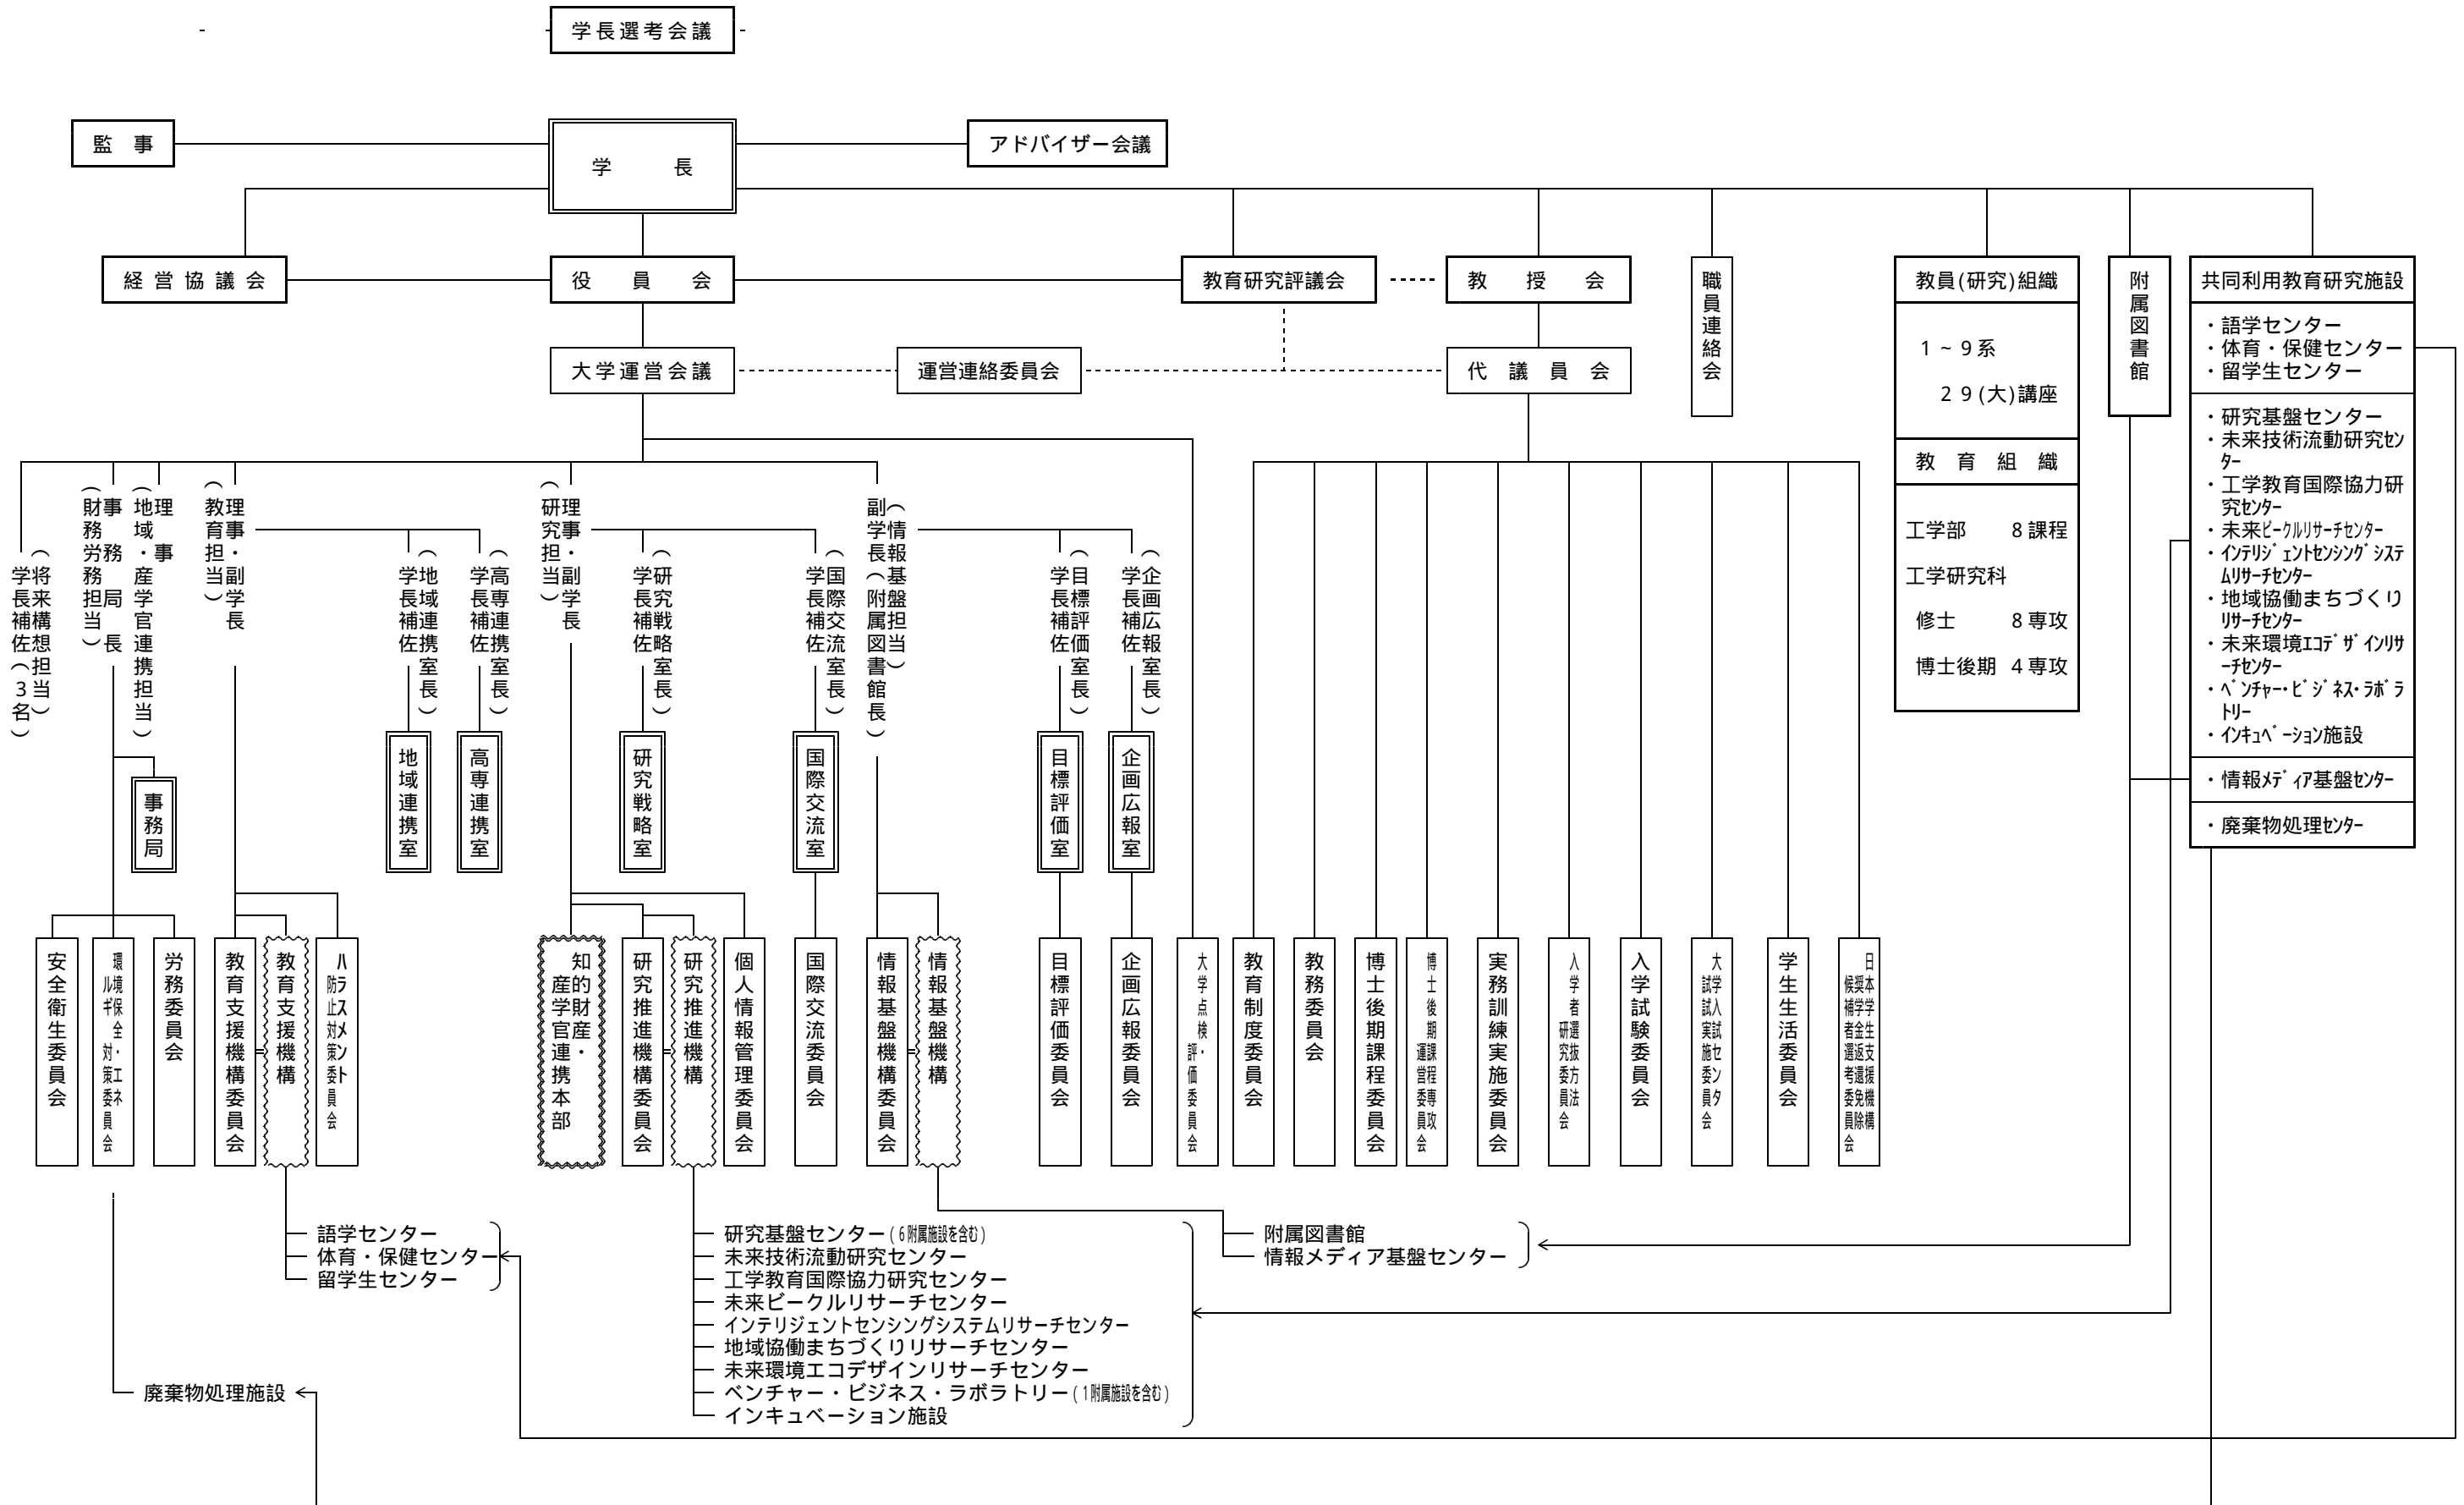 学長選考会議
監 事
学 長
アドバイザー会議
経営協議会
役 員 会
教育研究評議会
教 授 会
職員連絡会
教員(研究)組織
1~9系
29(大)講座
教育組織
工学部 8課程
工学研究科
修士 8専攻
博士後期 4専攻
附属図書館
共同利用教育研究施設
・語学センター
・体育・保健センター
・留学生センター
・研究基盤センター
・未来技術流動研究ｾﾝ
ﾀｰ
・工学教育国際協力研
究ｾﾝﾀｰ
・未来ﾋﾞｰｸﾙﾘｻｰﾁｾﾝﾀｰ
・ｲﾝﾃﾘｼﾞｪﾝﾄｾﾝｼﾝｸﾞｼｽﾃ
ﾑﾘｻｰﾁｾﾝﾀｰ
・地域協働まちづくり
ﾘｻｰﾁｾﾝﾀｰ
・未来環境ｴｺﾃﾞｻﾞｲﾝﾘｻ
ｰﾁｾﾝﾀｰ
・ﾍﾞﾝﾁｬｰ･ﾋﾞｼﾞﾈｽ･ﾗﾎﾞﾗ
ﾄﾘｰ
・ｲﾝｷｭﾍﾞｰｼｮﾝ施設
・情報ﾒﾃﾞｨｱ基盤ｾﾝﾀｰ
・廃棄物処理ｾﾝﾀｰ
大学運営会議
運営連絡委員会
代議員会
(将来構想担当)
学長補佐(3名)
事務局長
(財務労務担当)
理事
(地域・産学官連携担当)
理事・副学長
(教育担当)
(地域連携室長)
学長補佐
(高専連携室長)
学長補佐
理事・副学長
(研究担当)
(研究戦略室長)
学長補佐
(国際交流室長)
学長補佐
(情報基盤担当)
副学長(附属図書館長)
(目標評価室長)
学長補佐
(企画広報室長)
学長補佐
事務局
地域連携室
高専連携室
研究戦略室
国際交流室
目標評価室
企画広報室
安全衛生委員会
環境保全・エネ
ルギ 対策委員会
労務委員会
教育支援機構委員会
教育支援機構
ハラスメント
防止対策委員会
知的財産・
産学官連携本部
研究推進機構委員会
研究推進機構
個人情報管理委員会
国際交流委員会
情報基盤機構委員会
情報基盤機構
目標評価委員会
企画広報委員会
大学点検・
評価委員会
教育制度委員会
教務委員会
博士後期課程委員会
博士後期課程専攻
運営委員会
実務訓練実施委員会
入学者選抜方法
研究委員会
入学試験委員会
大学入試センタ
試験実施委員会
学生生活委員会
日本学生支援機構
奨学金返還免除
候補者選考委員会
語学センター
体育・保健センター
留学生センター
研究基盤センター(6附属施設を含む)
未来技術流動研究センター
工学教育国際協力研究センター
未来ビークルリサーチセンター
インテリジェントセンシングシステムリサーチセンター
地域協働まちづくりリサーチセンター
未来環境エコデザインリサーチセンター
ベンチャー・ビジネス・ラボラトリー(1附属施設を含む)
インキュベーション施設
附属図書館
情報メディア基盤センター
廃棄物処理施設